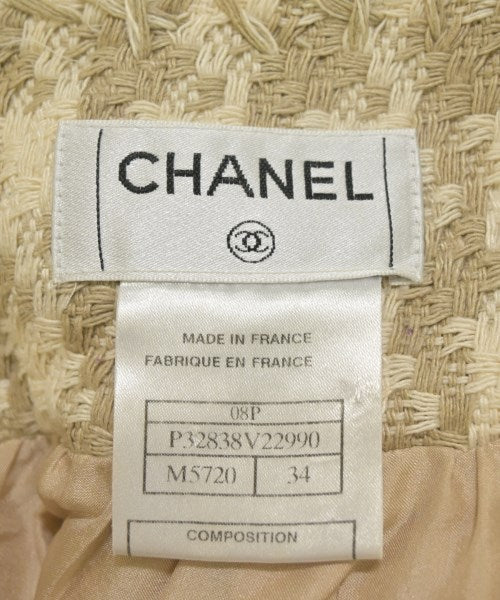 CHANEL
MADE IN FRANCE
FABRIQUE EN FRANCE
08P
P32838V22990
M5720 34
COMPOSITION